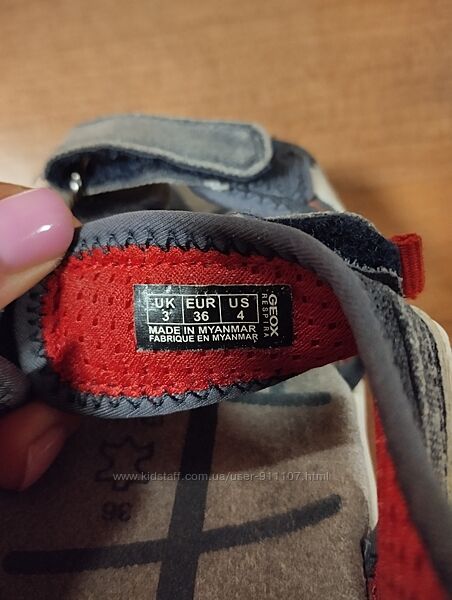 UK EUR US
3 36 4
MADE IN MYANMAR
FABRIQUE EN MYANMAR
GEOX
RESPIRA
www.kidstaff.com.ua/user-911107.html
36